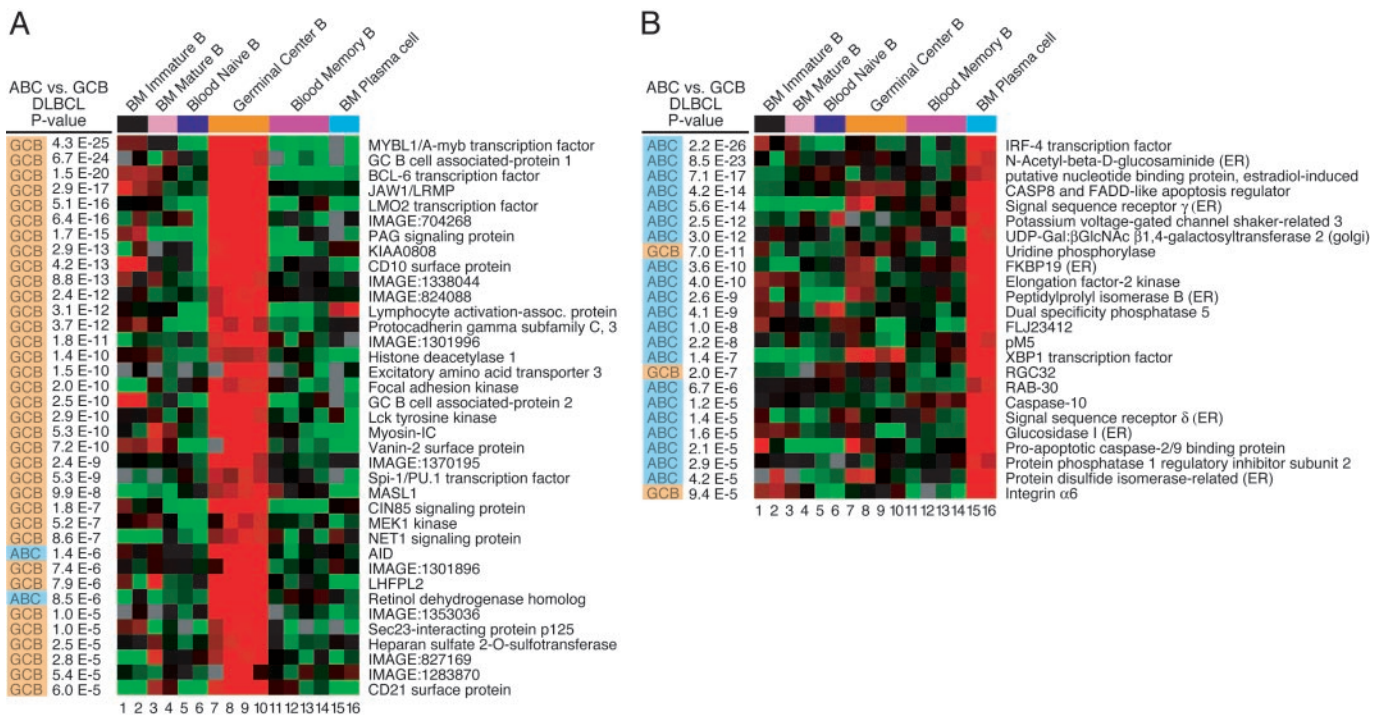 A
ABC vs. GCB
DLBCL
P-value
BM Immature B
BM Mature B
Blood Naive B
Germinal Center B
Blood Memory B
BM Plasma cell
GCB 4.3 E-25 MYBL1/A-myb transcription factor
GCB 6.7 E-24 GC B cell associated-protein 1
GCB 1.5 E-20 BCL-6 transcription factor
GCB 2.9 E-17 JAW1/LRMP
GCB 5.1 E-16 LMO2 transcription factor
GCB 6.4 E-16 IMAGE:704268
GCB 1.7 E-15 PAG signaling protein
GCB 2.9 E-13 KIAA0808
GCB 4.2 E-13 CD10 surface protein
GCB 8.8 E-13 IMAGE:1338044
GCB 2.4 E-12 IMAGE:824088
GCB 3.1 E-12 Lymphocyte activation-assoc. protein
GCB 3.7 E-12 Protocadherin gamma subfamily C, 3
GCB 1.8 E-11 IMAGE:1301996
GCB 1.4 E-10 Histone deacetylase 1
GCB 1.5 E-10 Excitatory amino acid transporter 3
GCB 2.0 E-10 Focal adhesion kinase
GCB 2.5 E-10 GC B cell associated-protein 2
GCB 2.9 E-10 Lck tyrosine kinase
GCB 5.3 E-10 Myosin-IC
GCB 7.2 E-10 Vanin-2 surface protein
GCB 2.4 E-9 IMAGE:1370195
GCB 5.3 E-9 Spi-1/PU.1 transcription factor
GCB 9.9 E-8 MASL1
GCB 1.8 E-7 CIN85 signaling protein
GCB 5.2 E-7 MEK1 kinase
GCB 8.6 E-7 NET1 signaling protein
ABC 1.4 E-6 AID
GCB 7.4 E-6 IMAGE:1301896
GCB 7.9 E-6 LHFPL2
ABC 8.5 E-6 Retinol dehydrogenase homolog
GCB 1.0 E-5 IMAGE:1353036
GCB 1.0 E-5 Sec23-interacting protein p125
GCB 2.5 E-5 Heparan sulfate 2-O-sulfotransferase
GCB 2.8 E-5 IMAGE:827169
GCB 5.4 E-5 IMAGE:1283870
GCB 6.0 E-5 CD21 surface protein
1 2 3 4 5 6 7 8 9 10 11 12 13 14 15 16
B
ABC vs. GCB
DLBCL
P-value
BM Immature B
BM Mature B
Blood Naive B
Germinal Center B
Blood Memory B
BM Plasma cell
ABC 2.2 E-26 IRF-4 transcription factor
ABC 8.5 E-23 N-Acetyl-beta-D-glucosaminide (ER)
ABC 7.1 E-17 putative nucleotide binding protein, estradiol-induced
ABC 4.2 E-14 CASP8 and FADD-like apoptosis regulator
ABC 5.6 E-14 Signal sequence receptor γ (ER)
ABC 2.5 E-12 Potassium voltage-gated channel shaker-related 3
ABC 3.0 E-12 UDP-Gal:βGlcNAc β1,4-galactosyltransferase 2 (golgi)
GCB 7.0 E-11 Uridine phosphorylase
ABC 3.6 E-10 FKBP19 (ER)
ABC 4.0 E-10 Elongation factor-2 kinase
ABC 2.6 E-9 Peptidylprolyl isomerase B (ER)
ABC 4.1 E-9 Dual specificity phosphatase 5
ABC 1.0 E-8 FLJ23412
ABC 2.2 E-8 pM5
ABC 1.4 E-7 XBP1 transcription factor
GCB 2.0 E-7 RGC32
ABC 6.7 E-6 RAB-30
ABC 1.2 E-5 Caspase-10
ABC 1.4 E-5 Signal sequence receptor δ (ER)
ABC 1.6 E-5 Glucosidase I (ER)
ABC 2.1 E-5 Pro-apoptotic caspase-2/9 binding protein
ABC 2.9 E-5 Protein phosphatase 1 regulatory inhibitor subunit 2
ABC 4.2 E-5 Protein disulfide isomerase-related (ER)
GCB 9.4 E-5 Integrin α6
1 2 3 4 5 6 7 8 9 10 11 12 13 14 15 16